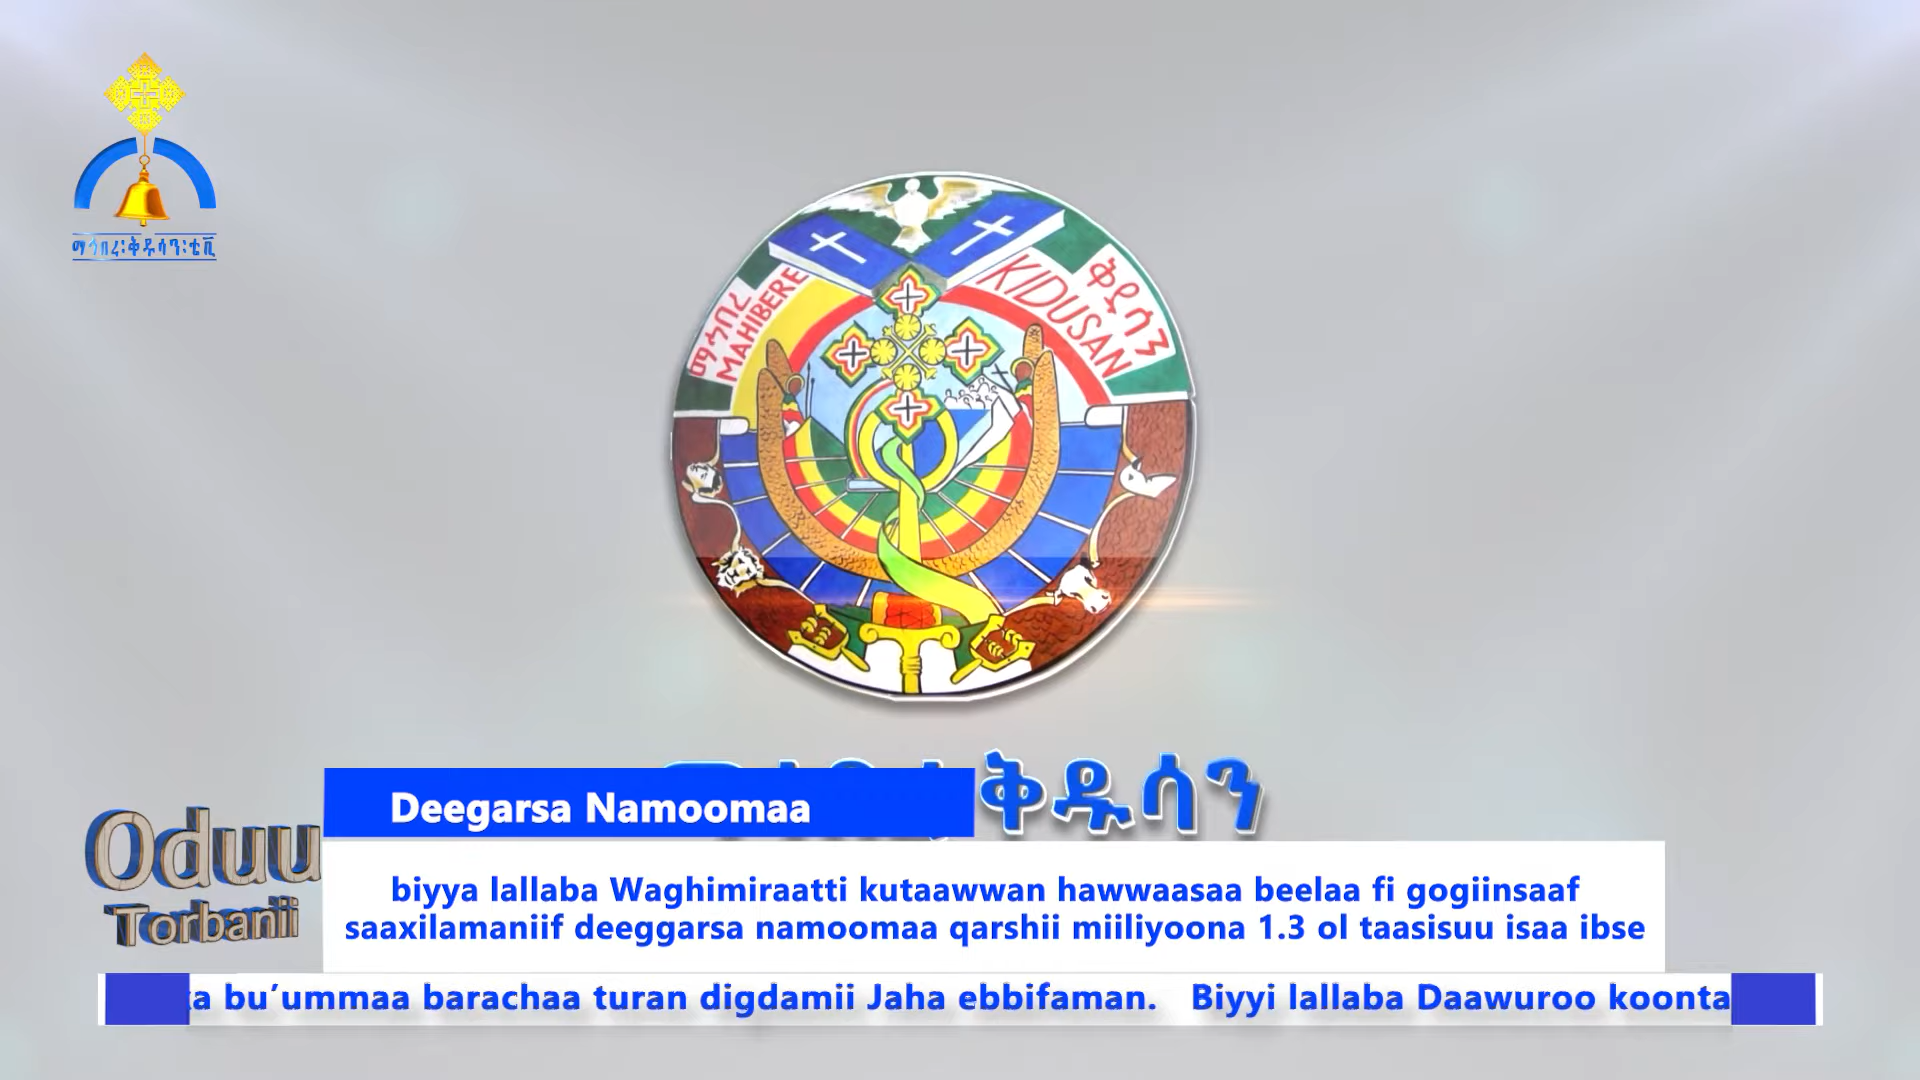 ማኅበረ፡ቅዱሳን፡ቲቪ
ማኅበረ
MAHIBERE
KIDUSAN
ቅዱሳን
ቅዱሳን
Deegarsa Namoomaa
Oduu
Torbanii
biyya lallaba Waghimiraatti kutaawwan hawwaasaa beelaa fi gogiinsaaf
saaxilamaniif deeggarsa namoomaa qarshii miiliyoona 1.3 ol taasisuu isaa ibse
bu’ummaa barachaa turan digdamii Jaha ebbifaman. Biyyi lallaba Daawuroo koonta